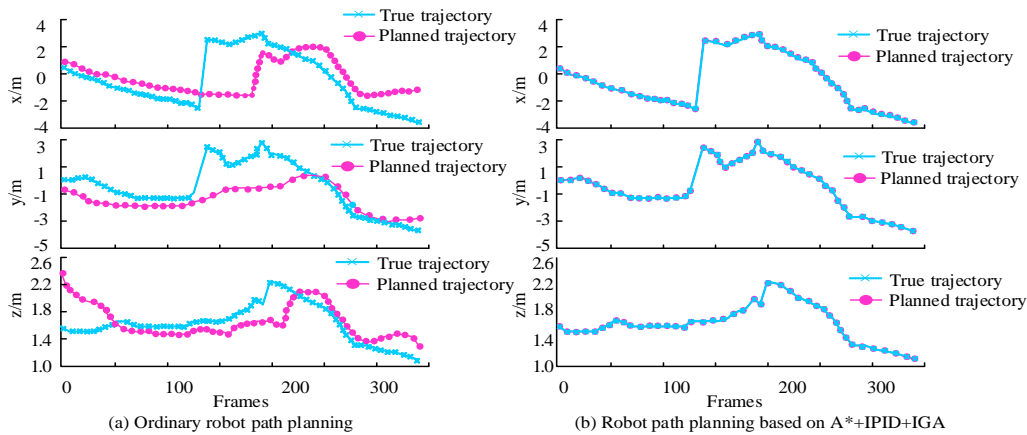 True trajectory
Planned trajectory
x/m
4
2
0
-2
-4
True trajectory
Planned trajectory
y/m
3
1
-1
-3
-5
True trajectory
Planned trajectory
z/m
2.6
2.2
1.8
1.4
1.0
0 100 200 300
Frames
(a) Ordinary robot path planning
True trajectory
Planned trajectory
x/m
4
2
0
-2
-4
True trajectory
Planned trajectory
y/m
3
1
-1
-3
-5
True trajectory
Planned trajectory
z/m
2.6
2.2
1.8
1.4
1.0
0 100 200 300
Frames
(b) Robot path planning based on A*+IPID+IGA